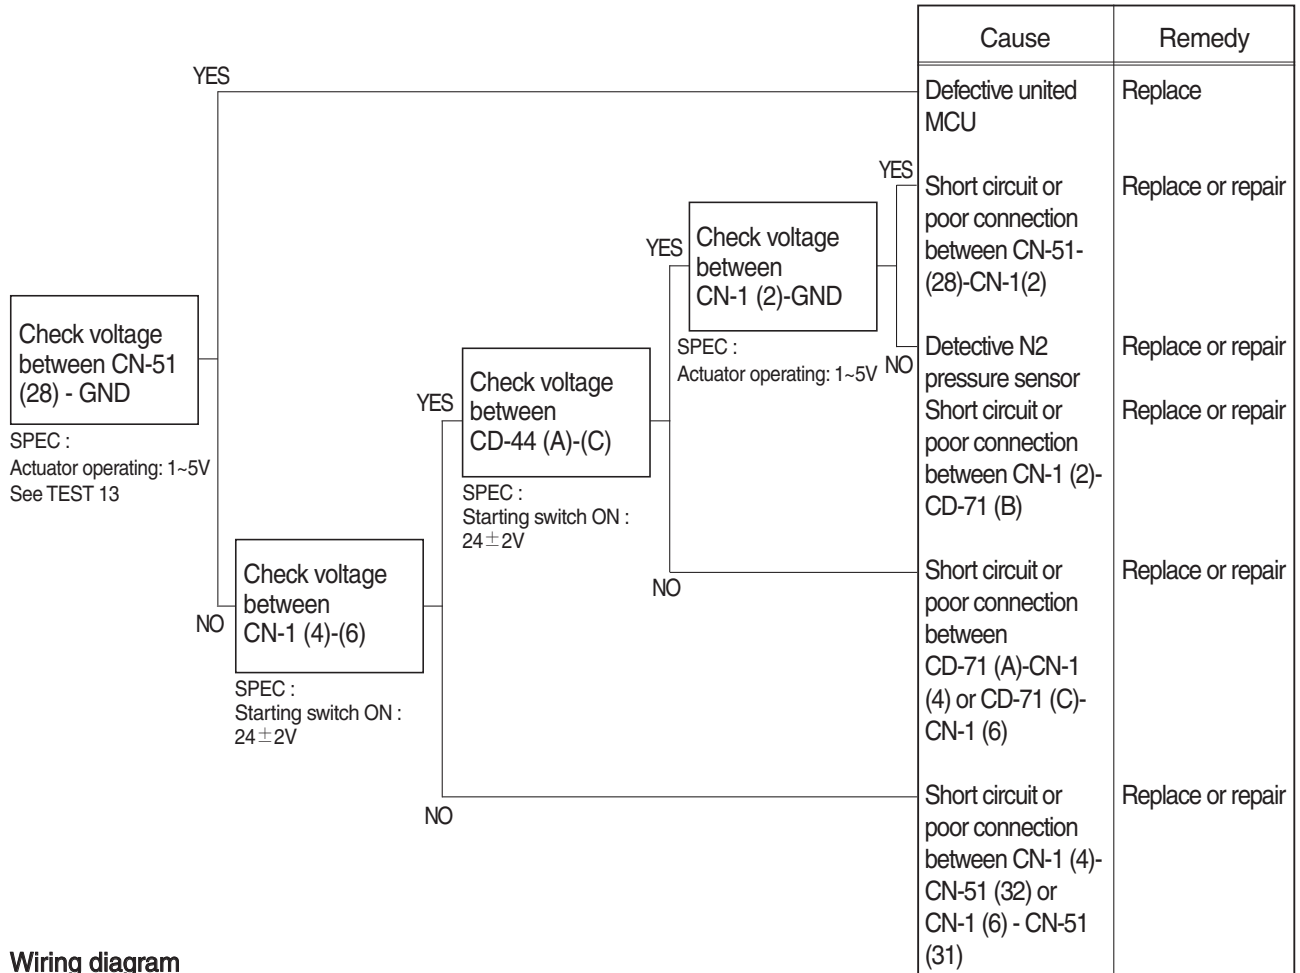 Cause
Remedy
YES
Defective united
MCU
Replace
YES
Short circuit or
poor connection
between CN-51-
(28)-CN-1(2)
Replace or repair
YES
Check voltage
between
CN-1 (2)-GND
SPEC :
Actuator operating: 1~5V
NO
Detective N2
pressure sensor
Replace or repair
Short circuit or
poor connection
between CN-1 (2)-
CD-71 (B)
Replace or repair
Check voltage
between CN-51
(28) - GND
SPEC :
Actuator operating: 1~5V
See TEST 13
YES
Check voltage
between
CD-44 (A)-(C)
SPEC :
Starting switch ON :
24±2V
NO
Short circuit or
poor connection
between
CD-71 (A)-CN-1
(4) or CD-71 (C)-
CN-1 (6)
Replace or repair
NO
Check voltage
between
CN-1 (4)-(6)
SPEC :
Starting switch ON :
24±2V
NO
Short circuit or
poor connection
between CN-1 (4)-
CN-51 (32) or
CN-1 (6) - CN-51
(31)
Replace or repair
Wiring diagram